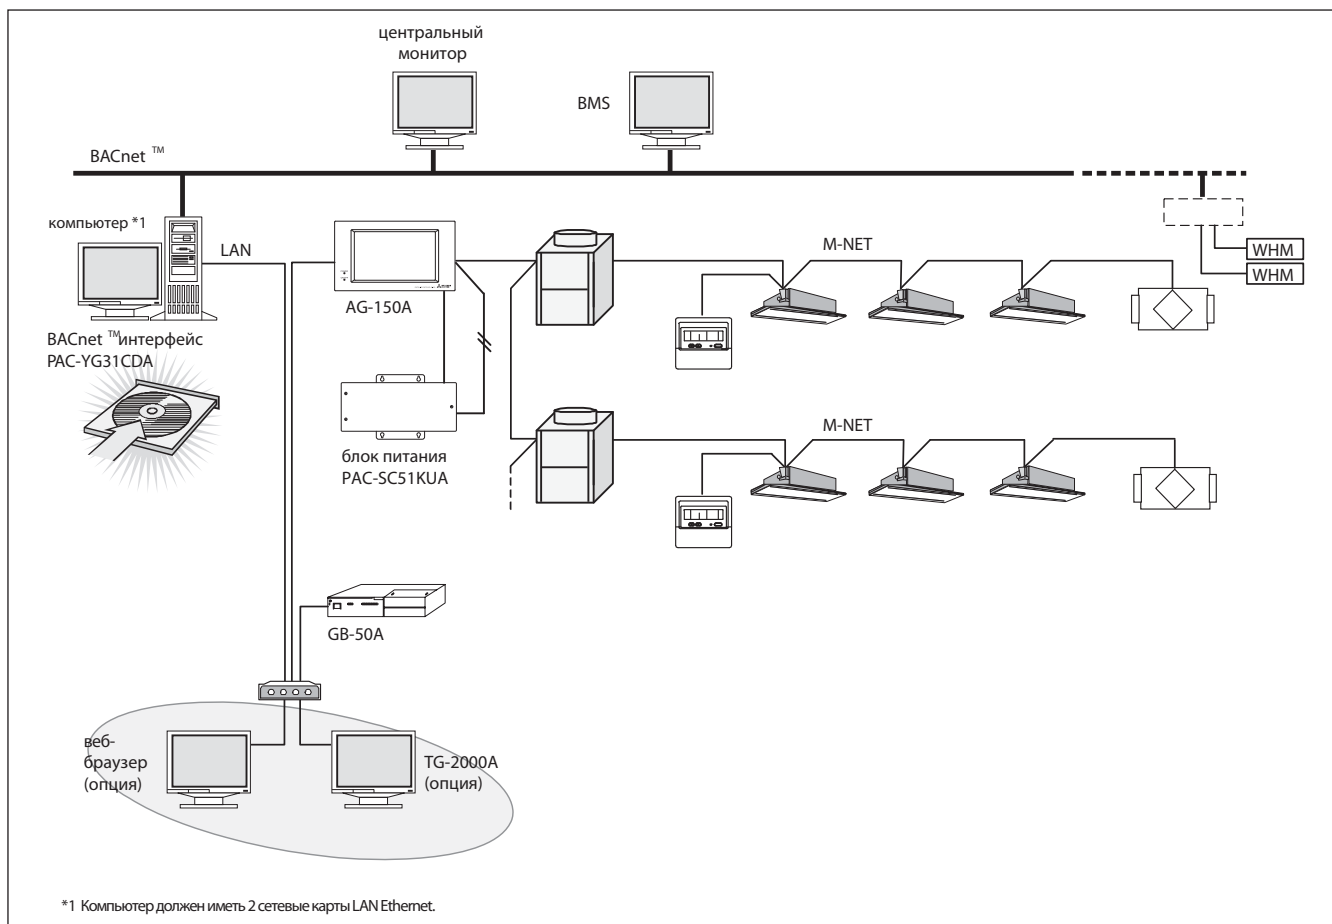 центральный
монитор
BMS
BACnet ™
компьютер *1
LAN
M-NET
WHM
WHM
AG-150A
BACnet ™интерфейс
PAC-YG31CDA
блок питания
PAC-SC51KUA
M-NET
GB-50A
веб-
браузер
(опция)
TG-2000A
(опция)
*1 Компьютер должен иметь 2 сетевые карты LAN Ethernet.